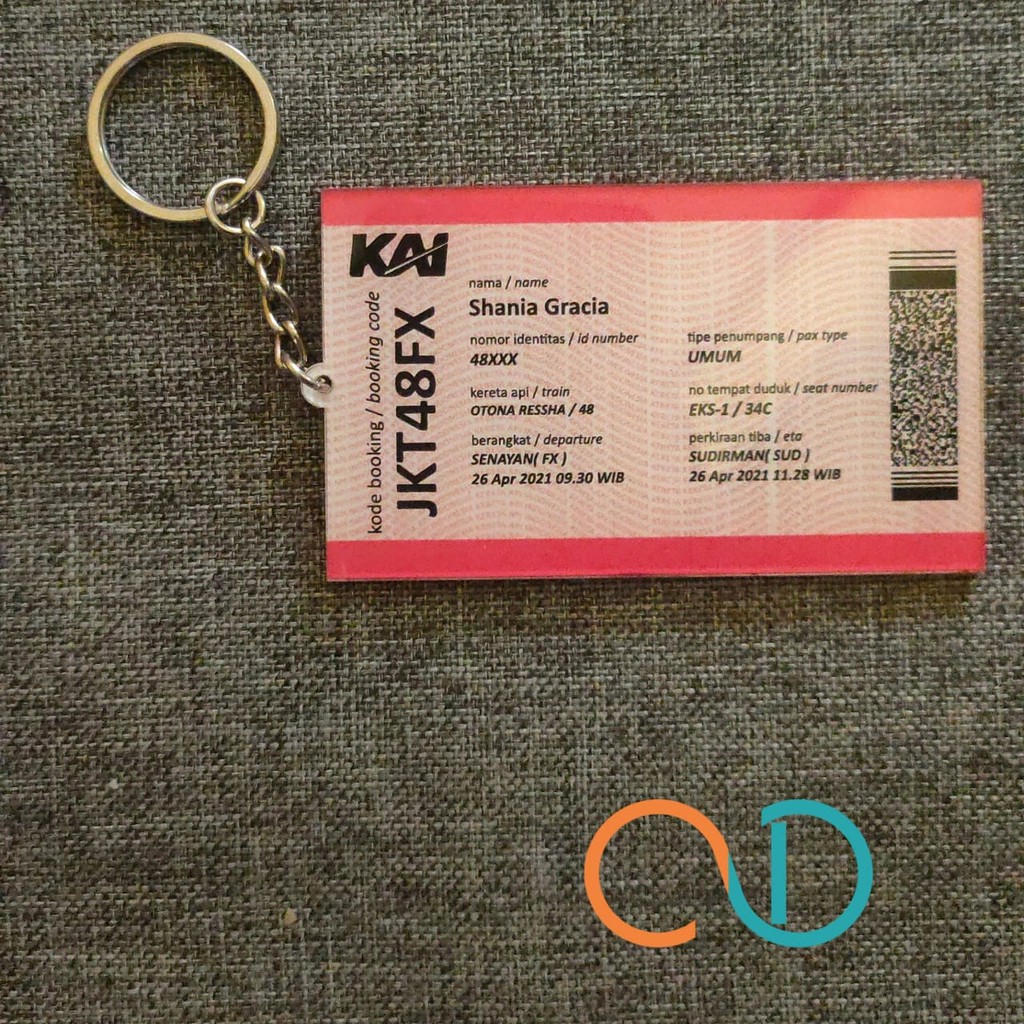 KAI
kode booking / booking code
JKT48FX
nama / name
Shania Gracia
nomor identitas / id number
48XXX
tipe penumpang / pax type
UMUM
kereta api / train
OTONA RESSHA / 48
no tempat duduk / seat number
EKS-1 / 34C
berangkat / departure
SENAYAN( FX )
26 Apr 2021 09.30 WIB
perkiraan tiba / eta
SUDIRMAN( SUD )
26 Apr 2021 11.28 WIB
CD